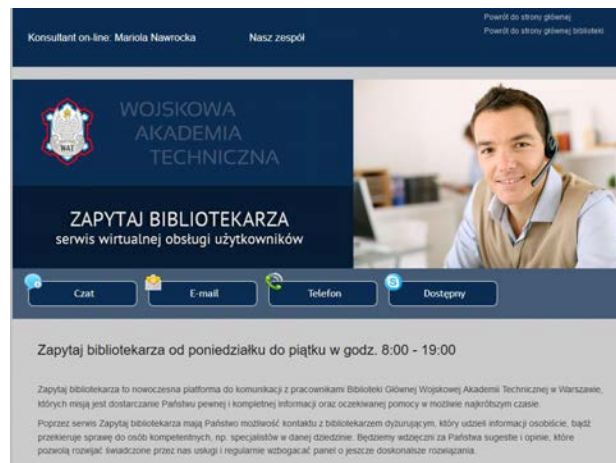 Powrót do strony głównej
Konsultant on-line: Mariola Nawrocka Nasz zespół
Powrót do strony głównej biblioteki
WOJSKOWA
AKADEMIA
TECHNICZNA
WAT
ZAPYTAJ BIBLIOTEKARZA
serwis wirtualnej obsługi użytkowników
Czat E-mail Telefon Dostępny
Zapytaj bibliotekarza od poniedziałku do piątku w godz. 8:00 - 19:00
Zapytaj bibliotekarza to nowoczesna platforma do komunikacji z pracownikami Biblioteki Głównej Wojskowej Akademii Technicznej w Warszawie,
których misją jest dostarczanie Państwu pewnej i kompletnej informacji oraz oczekiwanej pomocy w możliwie najkrótszym czasie.
Poprzez serwis Zapytaj bibliotekarza mają Państwo możliwość kontaktu z bibliotekarzem dyżurującym, który udzieli informacji osobiście, bądź
przekieruje sprawę do osób kompetentnych, np. specjalistów w danej dziedzinie. Będziemy wdzięczni za Państwa sugestie i opinie, które
pozwolą rozwijać świadczone przez nas usługi i regularnie wzbogacać panel o jeszcze doskonalsze rozwiązania.